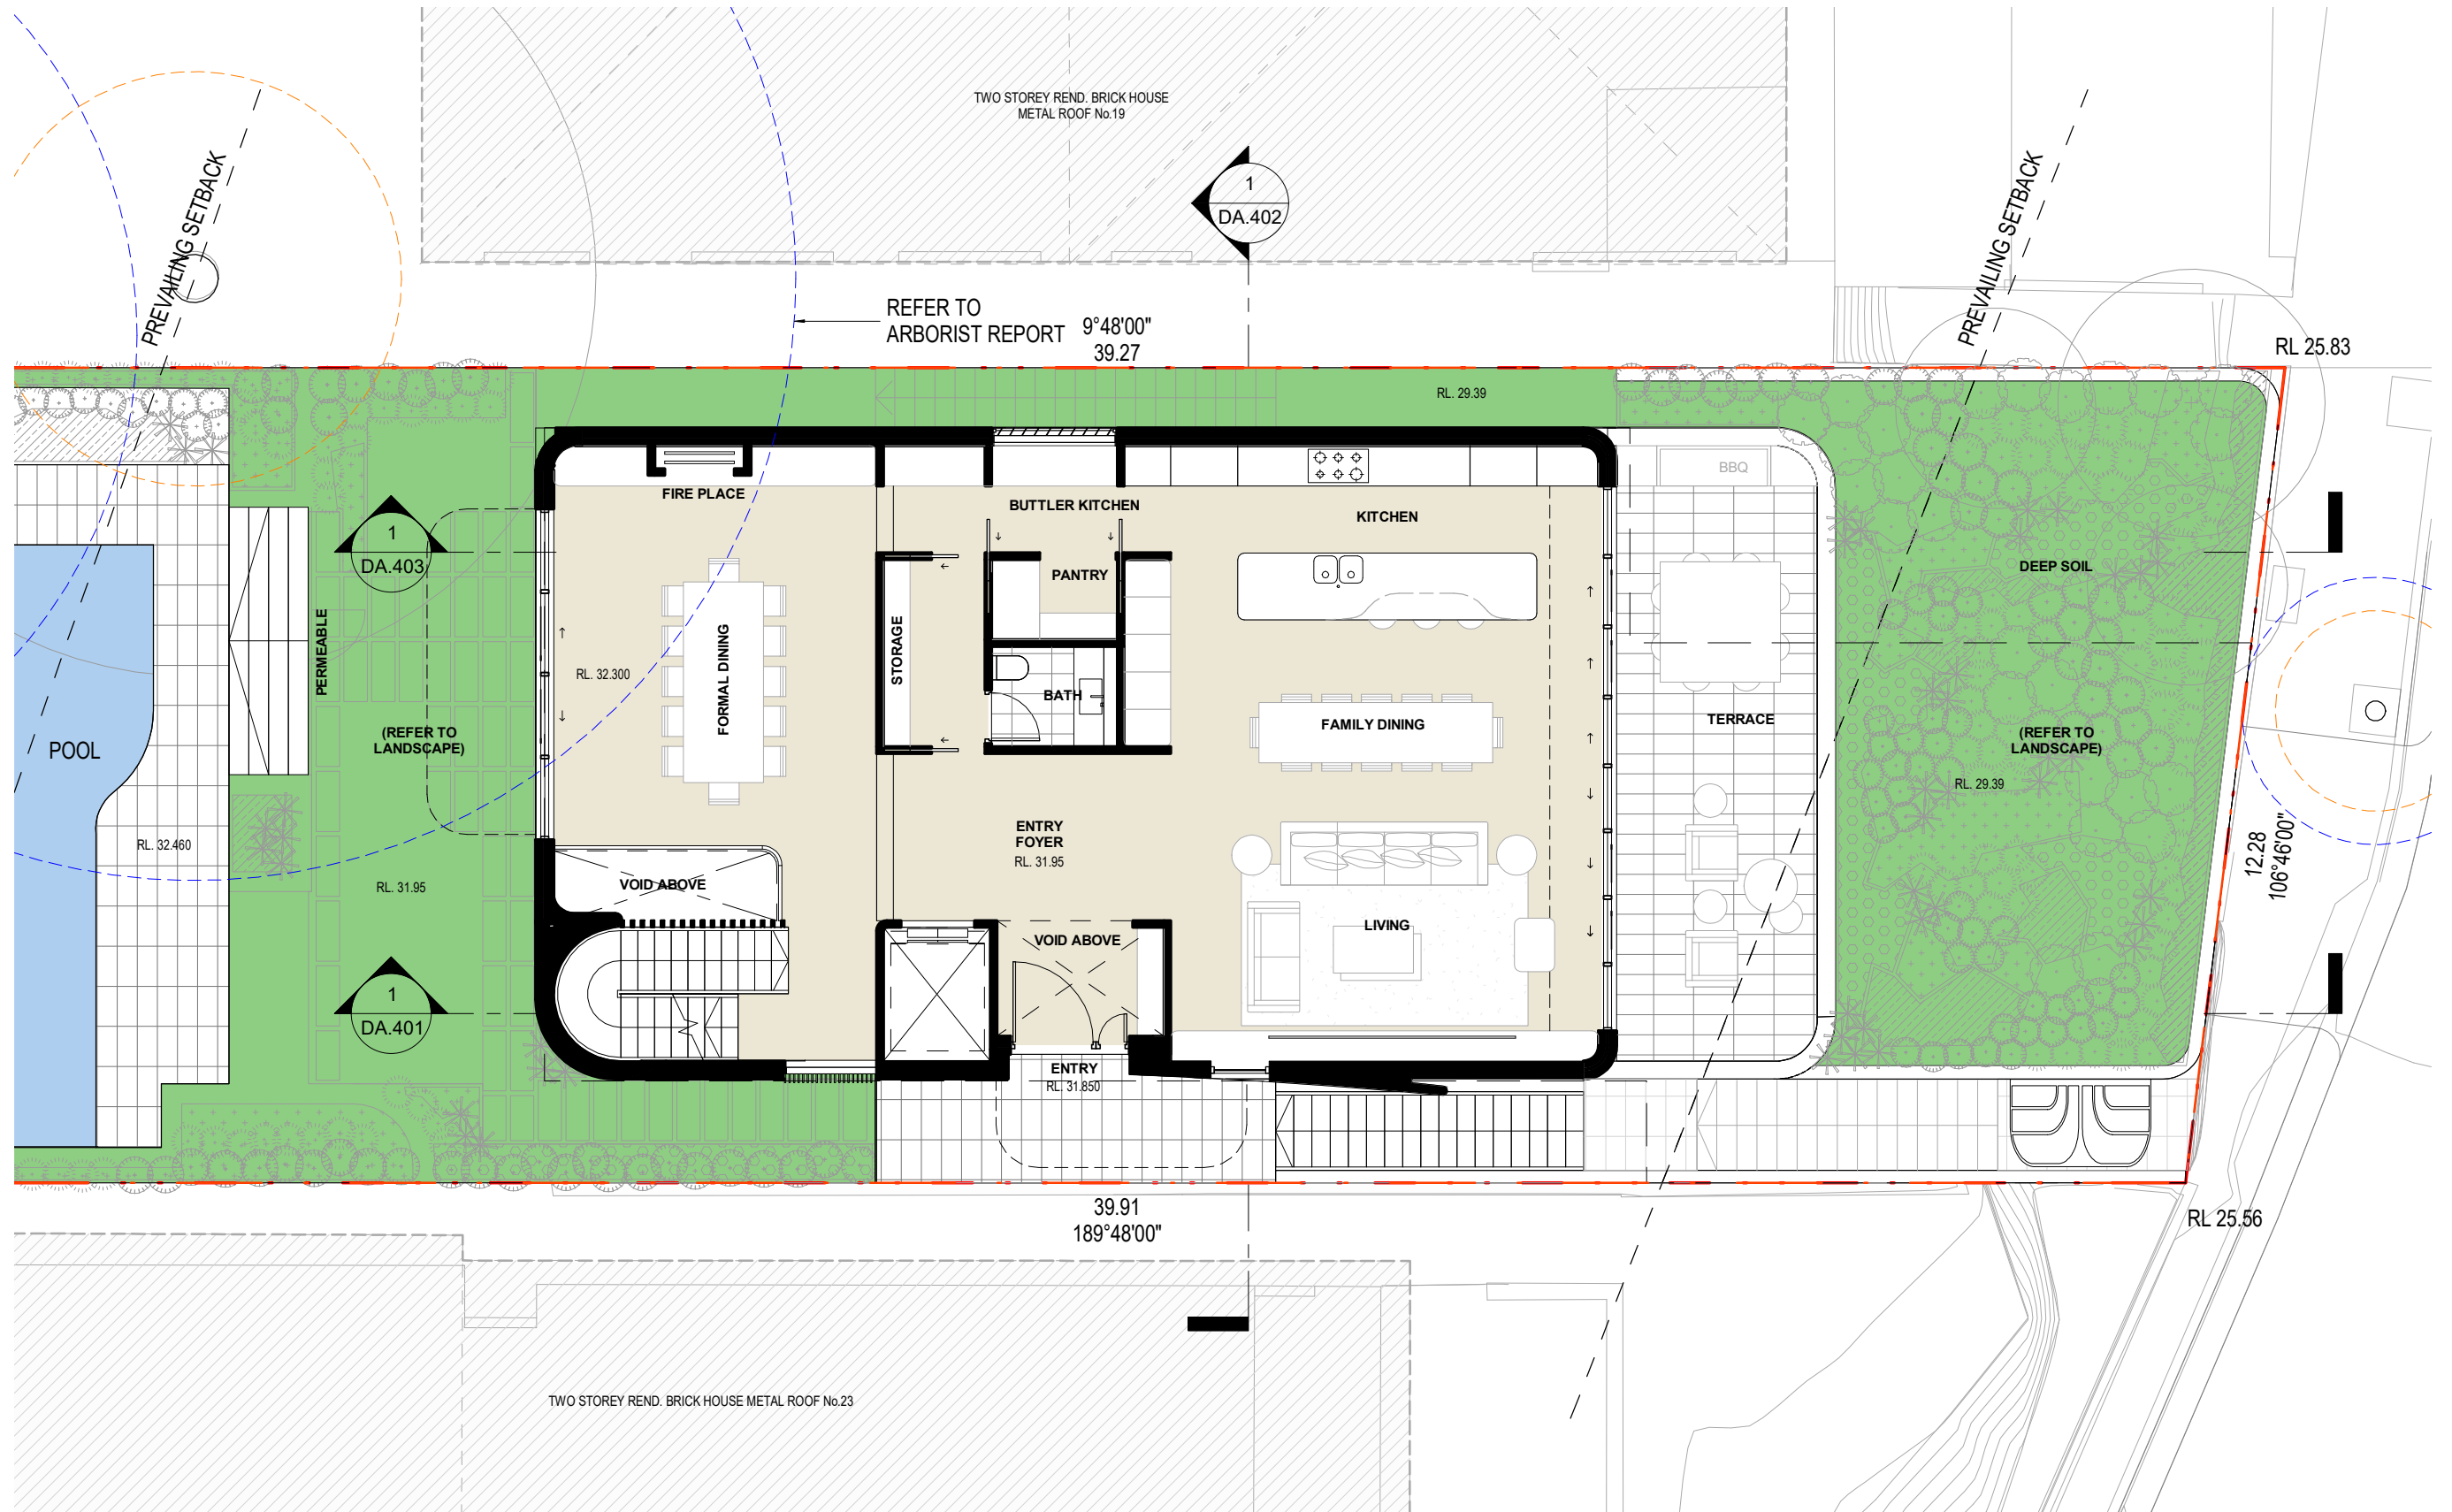 TWO STOREY REND. BRICK HOUSE
METAL ROOF No.19
PREVAILING SETBACK
PREVAILING SETBACK
1
DA.402
REFER TO
ARBORIST REPORT
9°48'00"
39.27
RL 25.83
RL. 29.39
BBQ
FIRE PLACE
BUTTLER KITCHEN
KITCHEN
1
DA.403
PANTRY
DEEP SOIL
PERMEABLE
STORAGE
FORMAL DINING
RL. 32.300
BATH
FAMILY DINING
TERRACE
(REFER TO
LANDSCAPE)
(REFER TO
LANDSCAPE)
POOL
RL. 29.39
RL. 32.460
ENTRY
FOYER
RL. 31.95
12.28
106°46'00"
VOID ABOVE
RL. 31.95
LIVING
VOID ABOVE
1
DA.401
ENTRY
RL. 31.850
39.91
189°48'00"
RL 25.56
TWO STOREY REND. BRICK HOUSE METAL ROOF No.23